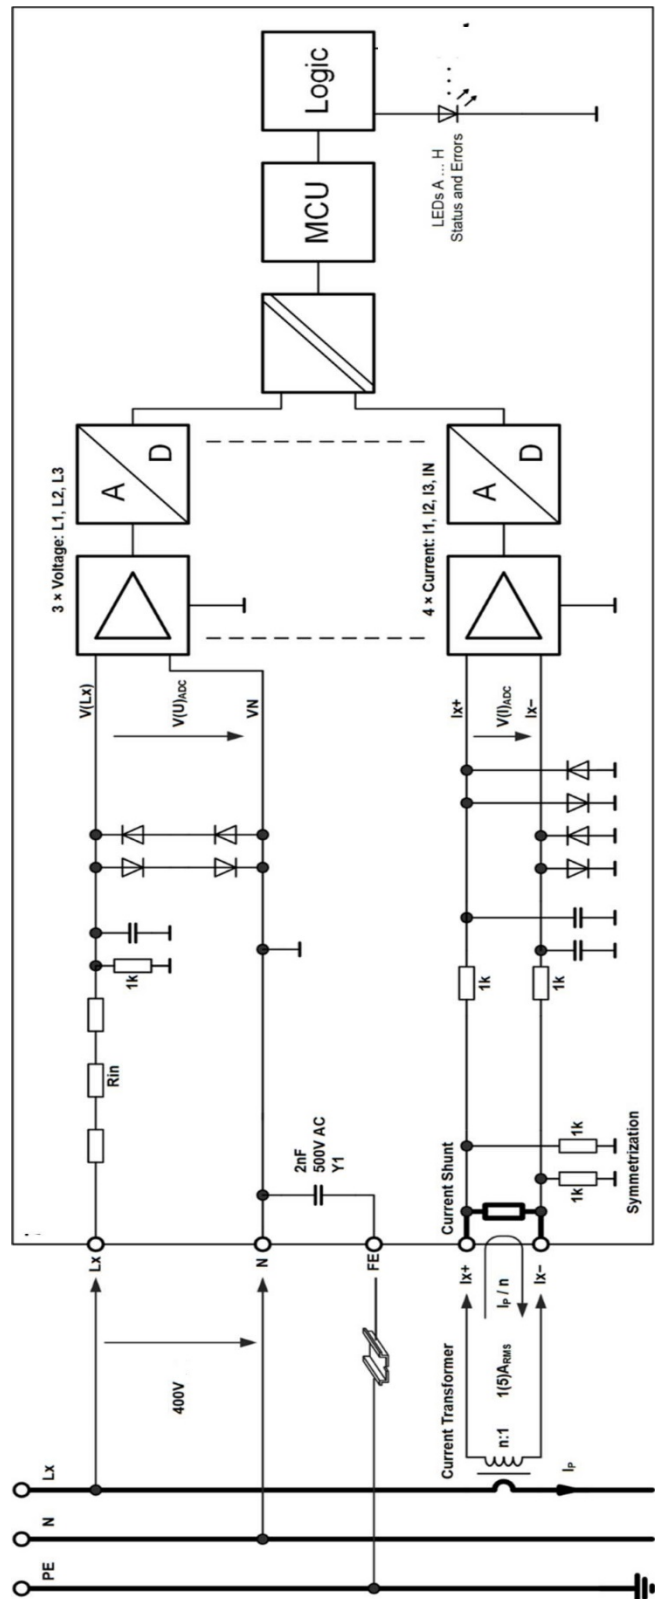 PE
N
Lx
400V
Current Transformer
n:1
1(5)ARMS
IP / n
IP
Lx
N
FE
Ix+
Ix−
2nF
500V AC
Y1
Rin
1k
Current Shunt
1k
1k
Symmetrization
1k
1k
V(Lx)
V(U)ADC
VN
Ix+
V(I)ADC
Ix−
3 × Voltage: L1, L2, L3
A
D
4 × Current: I1, I2, I3, IN
A
D
MCU
Logic
LEDs A ... H
Status and Errors